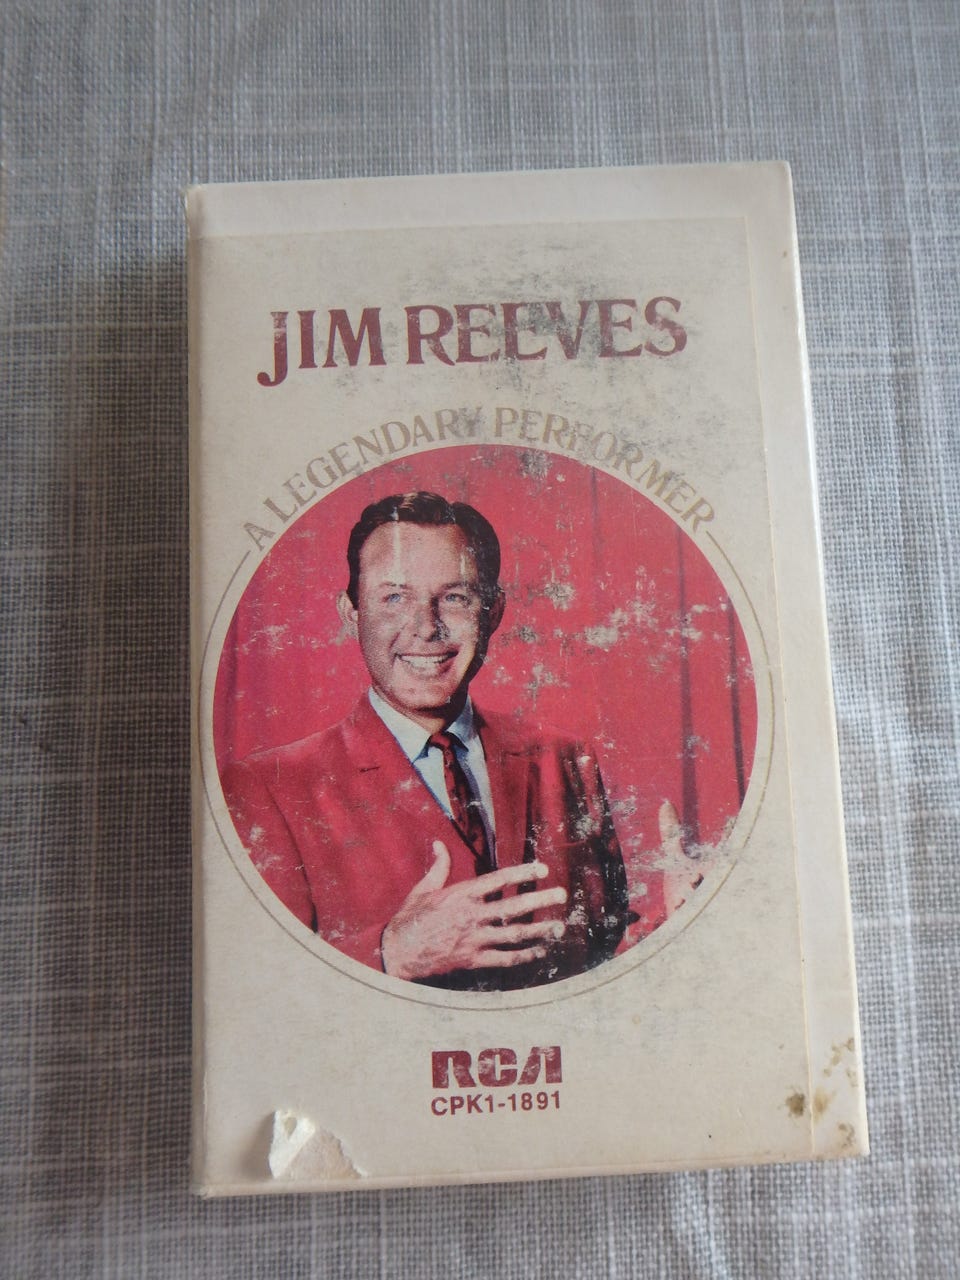 JIM REEVES
A LEGENDARY PERFORMER
RCA
CPK1-1891